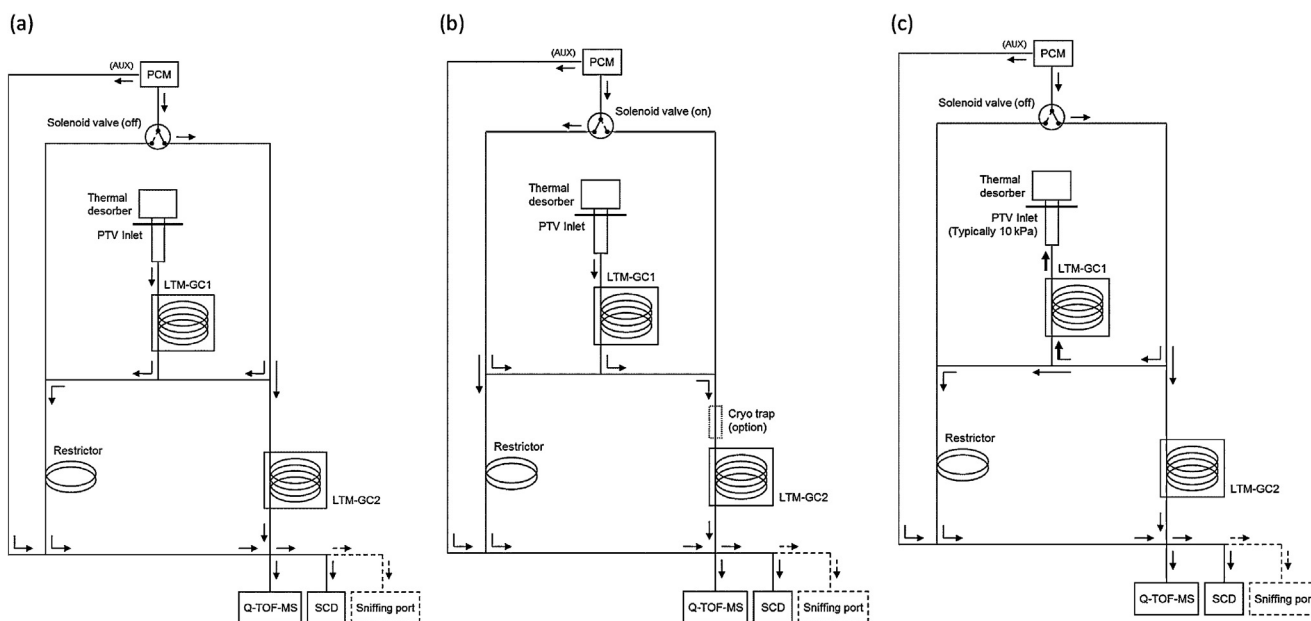 (a)
(AUX)
PCM
Solenoid valve (off)
Thermal
desorber
PTV Inlet
LTM-GC1
Restrictor
LTM-GC2
Q-TOF-MS
SCD
Sniffing port
(b)
(AUX)
PCM
Solenoid valve (on)
Thermal
desorber
PTV Inlet
LTM-GC1
Cryo trap
(option)
Restrictor
LTM-GC2
Q-TOF-MS
SCD
Sniffing port
(c)
(AUX)
PCM
Solenoid valve (off)
Thermal
desorber
PTV Inlet
(Typically 10 kPa)
LTM-GC1
Restrictor
LTM-GC2
Q-TOF-MS
SCD
Sniffing port